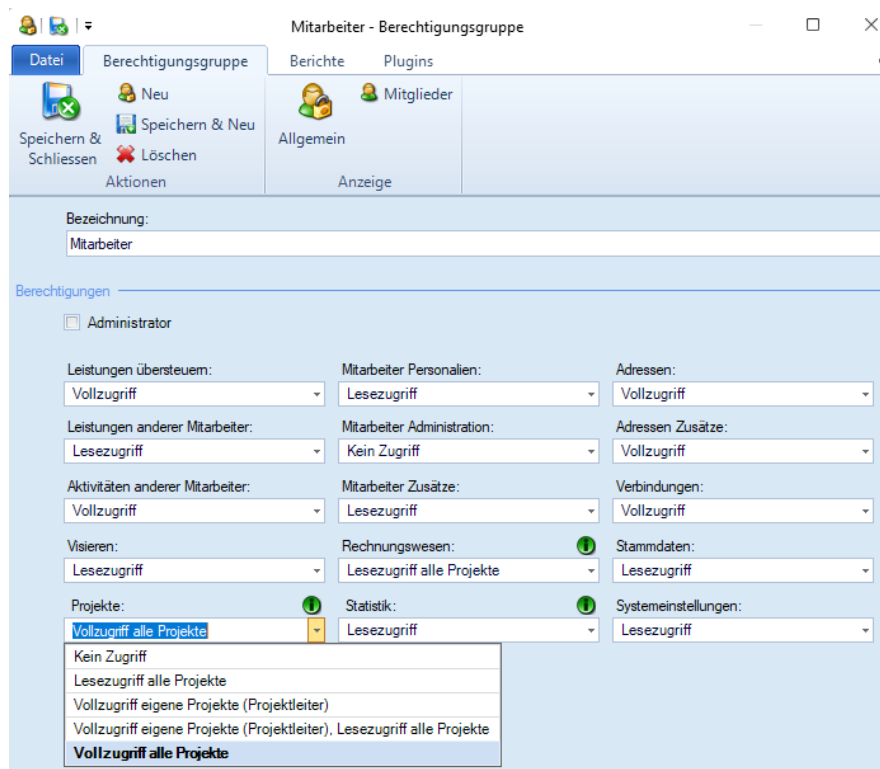 Mitarbeiter - Berechtigungsgruppe
Datei Berechtigungsgruppe Berichte Plugins
Speichern & Schliessen
Neu
Speichern & Neu
Löschen
Aktionen
Allgemein
Mitglieder
Anzeige
Bezeichnung:
Mitarbeiter
Berechtigungen
Administrator
Leistungen übersteuern: Mitarbeiter Personalien: Adressen:
Vollzugriff Lesezugriff Vollzugriff
Leistungen anderer Mitarbeiter: Mitarbeiter Administration: Adressen Zusätze:
Lesezugriff Kein Zugriff Vollzugriff
Aktivitäten anderer Mitarbeiter: Mitarbeiter Zusätze: Verbindungen:
Vollzugriff Lesezugriff Vollzugriff
Visieren: Rechnungswesen: Stammdaten:
Lesezugriff Lesezugriff alle Projekte Lesezugriff
Projekte: Statistik: Systemeinstellungen:
Vollzugriff alle Projekte Lesezugriff Lesezugriff
Kein Zugriff
Lesezugriff alle Projekte
Vollzugriff eigene Projekte (Projektleiter)
Vollzugriff eigene Projekte (Projektleiter), Lesezugriff alle Projekte
Vollzugriff alle Projekte